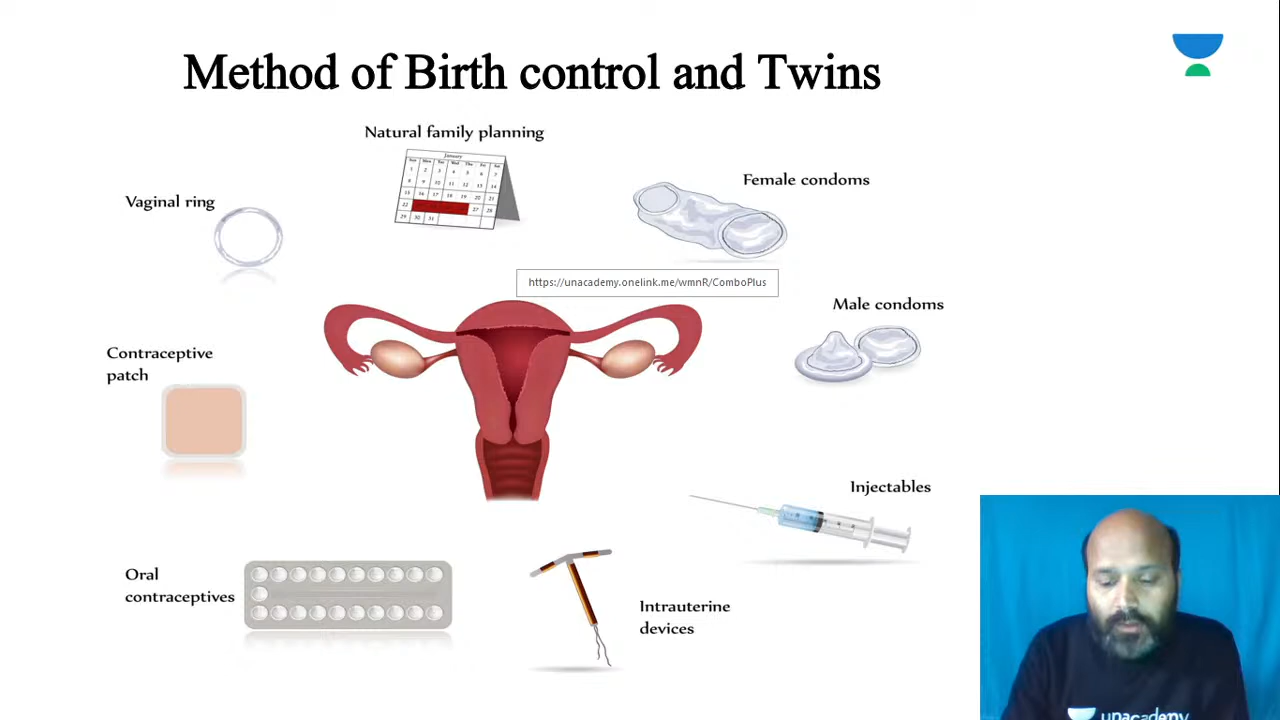 Method of Birth control and Twins
Natural family planning
January
Female condoms
Vaginal ring
https://unacademy.onelink.me/wmnR/ComboPlus
Male condoms
Contraceptive
patch
Injectables
Oral
contraceptives
Intrauterine
devices
unacademy